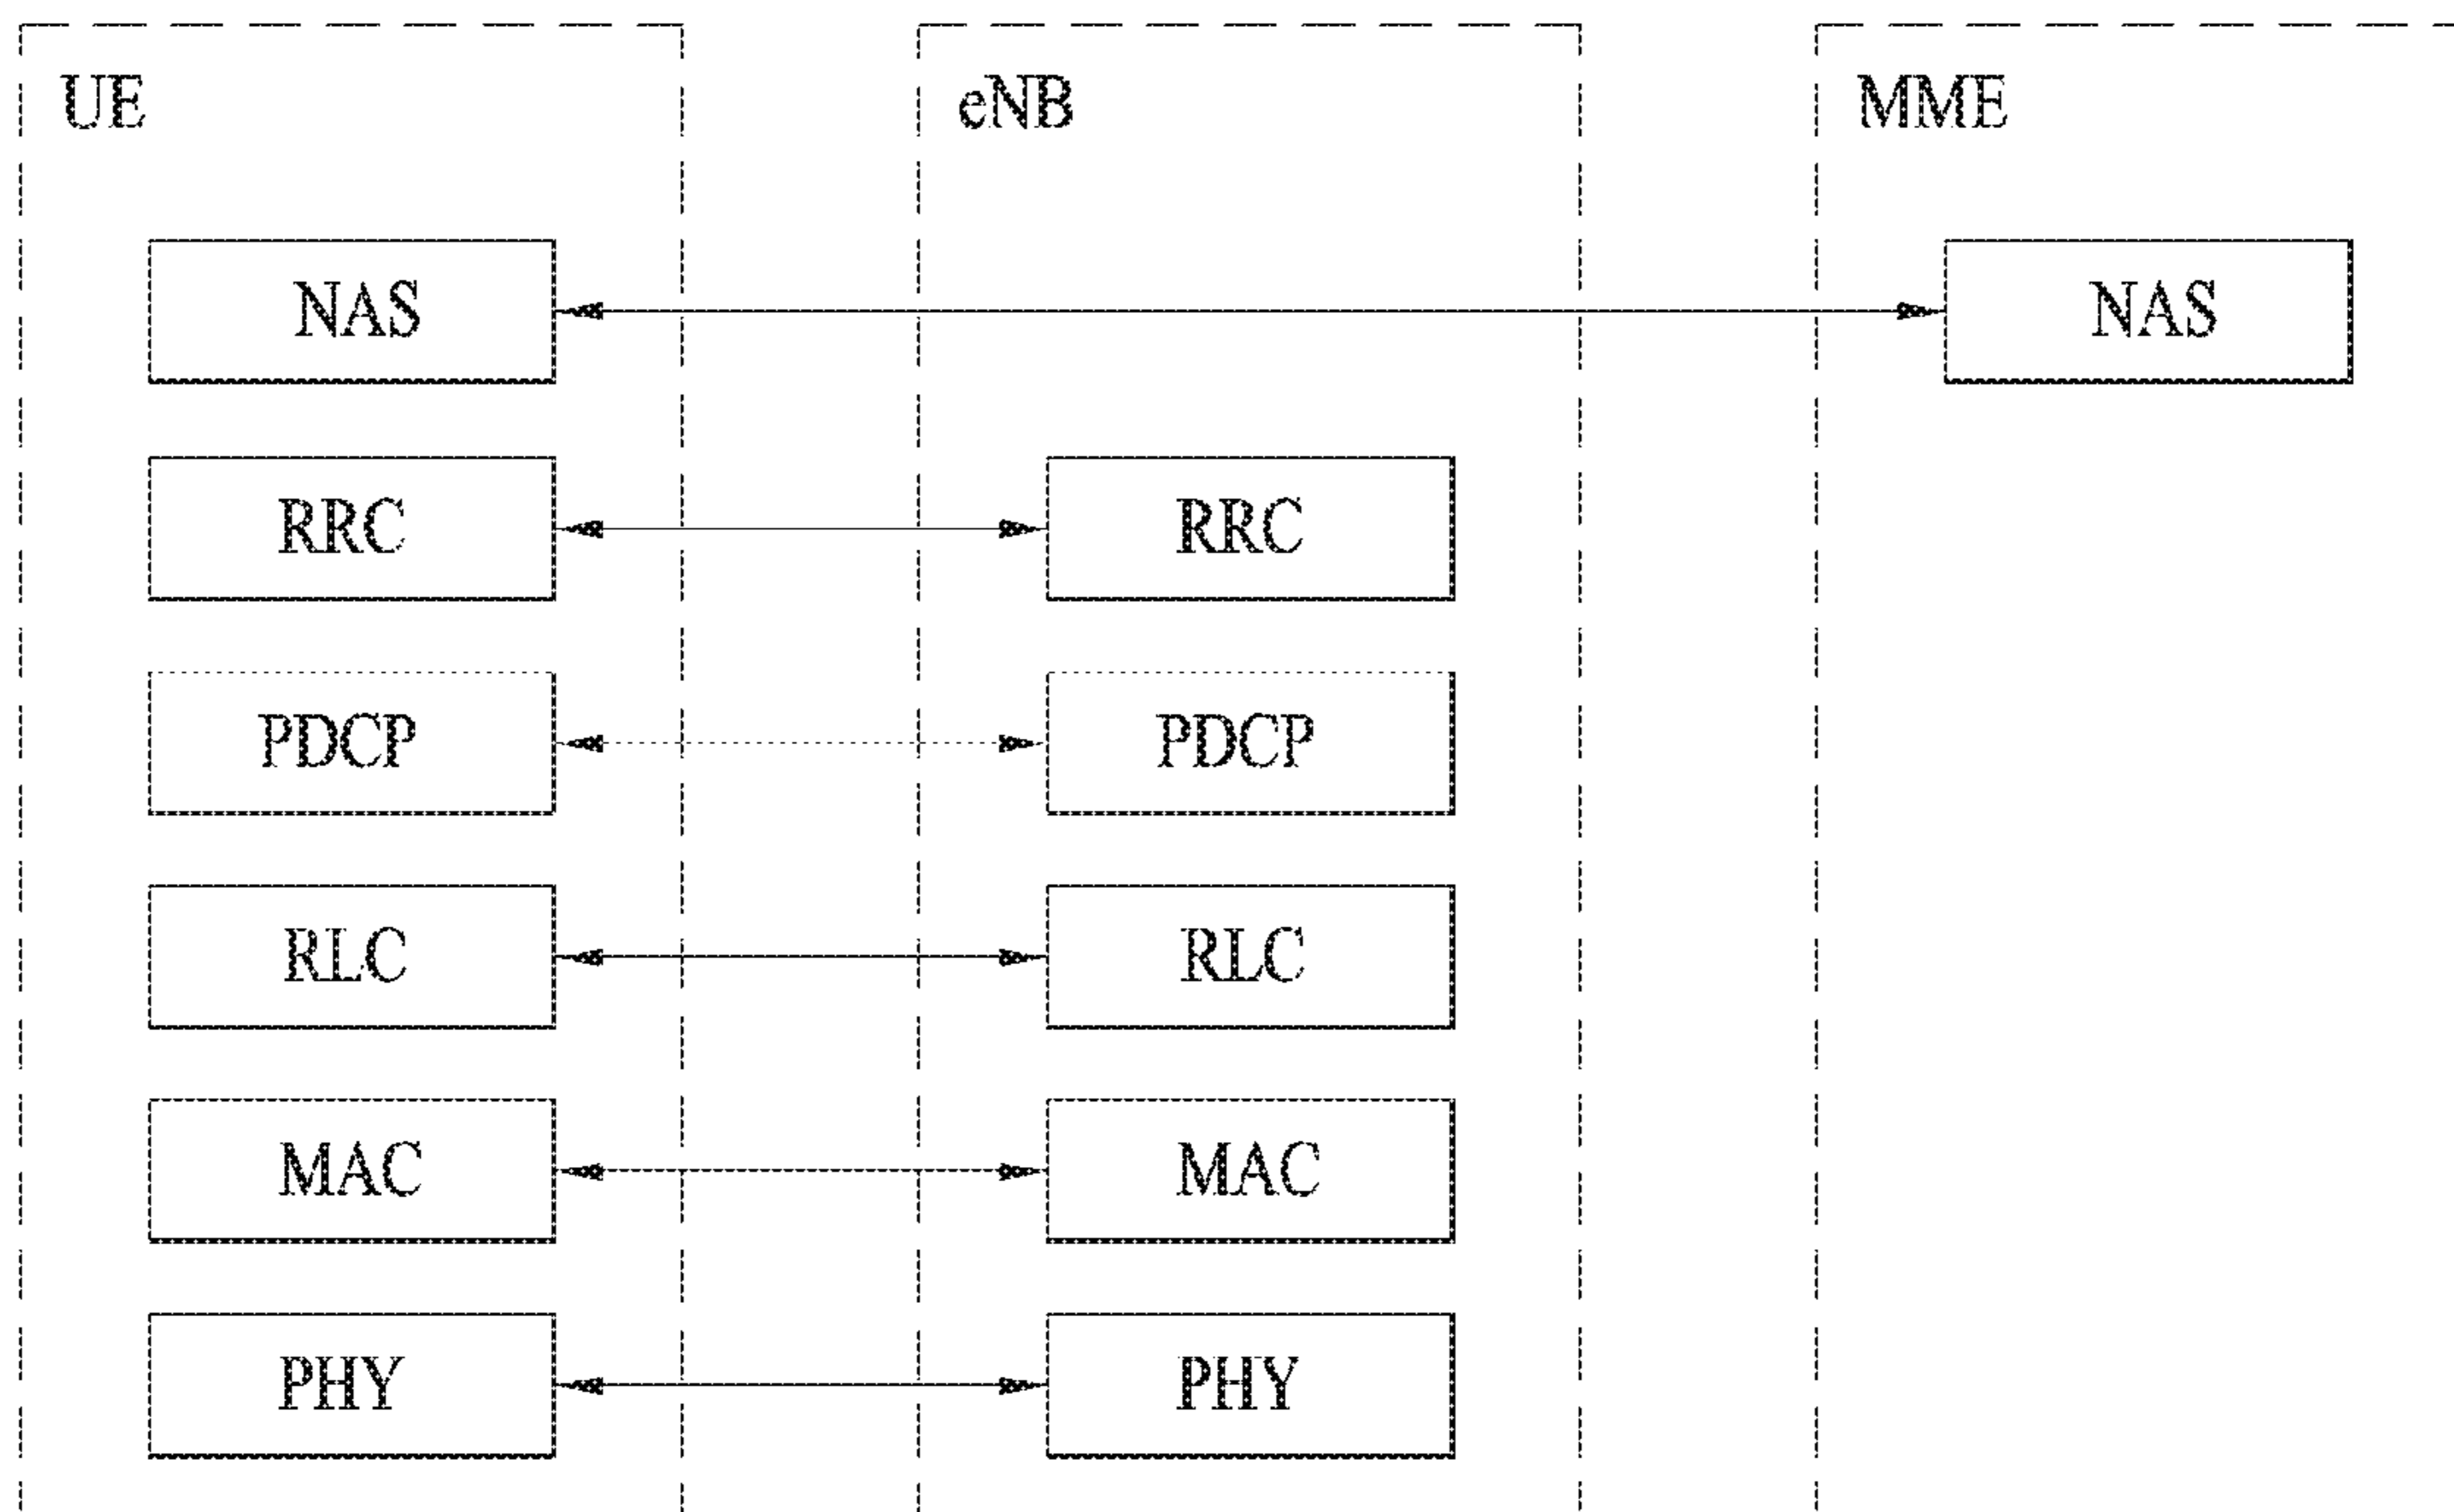 UE eNB MME
NAS NAS
RRC RRC
PDCP PDCP
RLC RLC
MAC MAC
PHY PHY